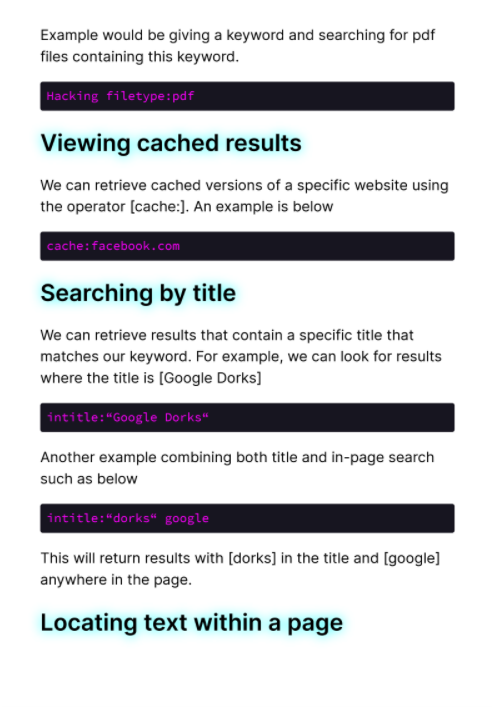 Example would be giving a keyword and searching for pdf
files containing this keyword.
Hacking filetype:pdf
Viewing cached results
We can retrieve cached versions of a specific website using
the operator [cache:]. An example is below
cache:facebook.com
Searching by title
We can retrieve results that contain a specific title that
matches our keyword. For example, we can look for results
where the title is [Google Dorks]
intitle:“Google Dorks“
Another example combining both title and in-page search
such as below
intitle:“dorks“ google
This will return results with [dorks] in the title and [google]
anywhere in the page.
Locating text within a page